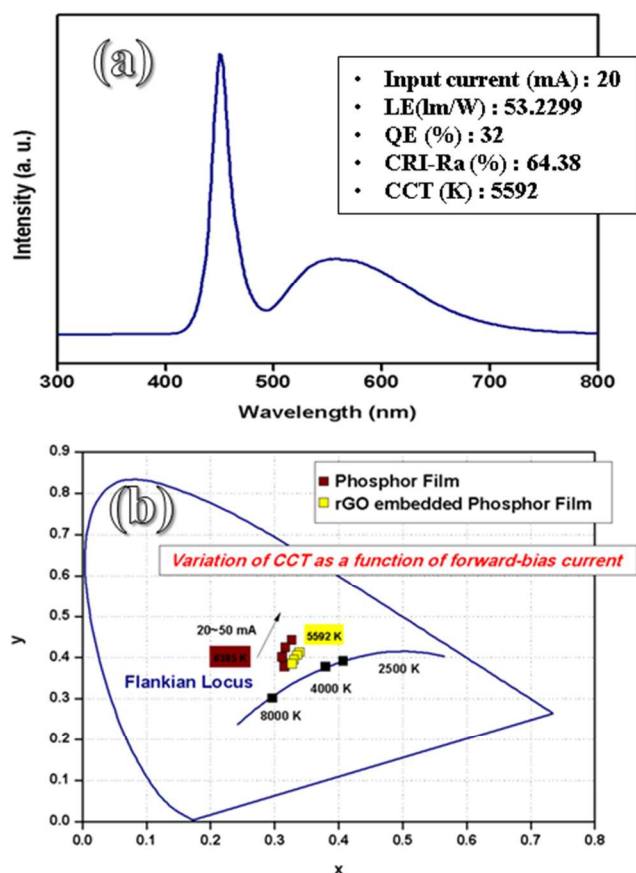 (a)
• Input current (mA) : 20
• LE(lm/W) : 53.2299
• QE (%) : 32
• CRI-Ra (%) : 64.38
• CCT (K) : 5592
Intensity (a. u.)
300 400 500 600 700 800
Wavelength (nm)
(b)
Phosphor Film
rGO embedded Phosphor Film
Variation of CCT as a function of forward-bias current
20~50 mA
5592 K
Flankian Locus
2500 K
4000 K
8000 K
y
0.9
0.8
0.7
0.6
0.5
0.4
0.3
0.2
0.1
0.0
0.0 0.1 0.2 0.3 0.4 0.5 0.6 0.7 0.8
x